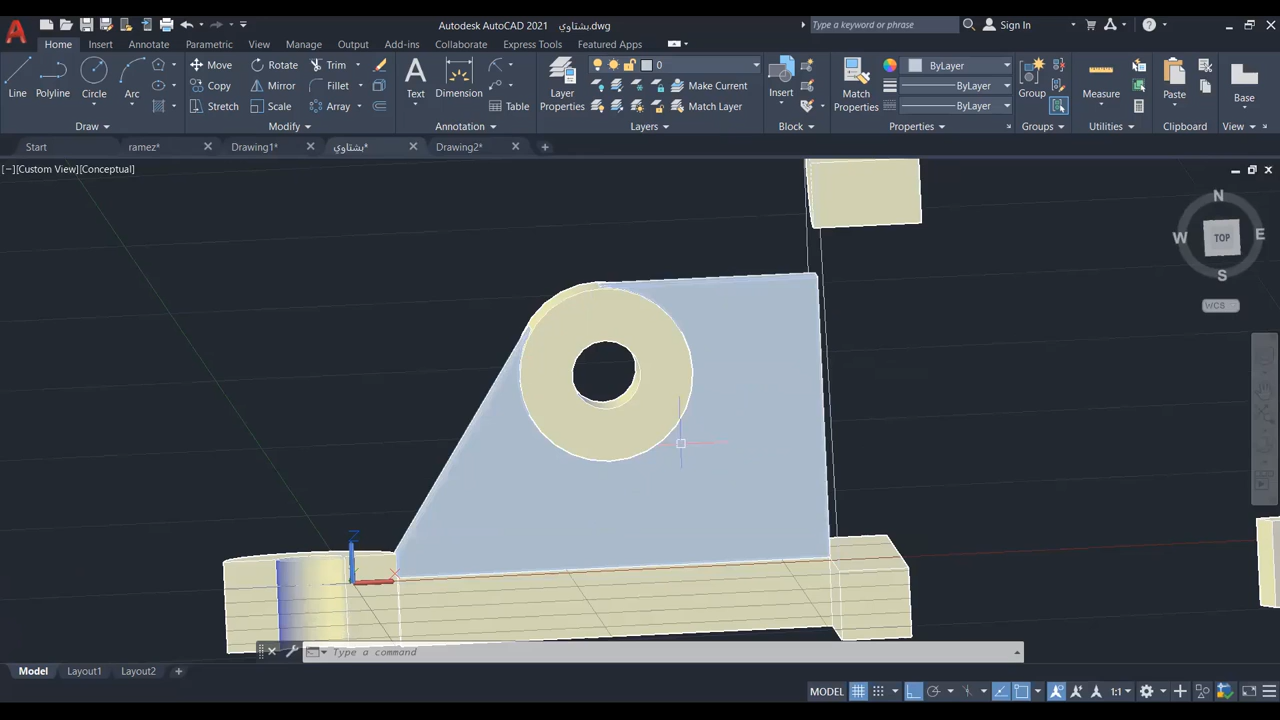 Autodesk AutoCAD 2021 بشتاوي.dwg
Type a keyword or phrase
Sign In
Home Insert Annotate Parametric View Manage Output Add-ins Collaborate Express Tools Featured Apps
Line Polyline Circle Arc
Move Rotate Trim
Copy Mirror Fillet
Stretch Scale Array
Text Dimension Table
Layer Properties
0
Make Current
Match Layer
Insert
Match Properties
ByLayer
ByLayer
ByLayer
Group
Measure
Paste
Base
Draw Modify Annotation Layers Block Properties Groups Utilities Clipboard View
Start ramez* Drawing1* بشتاوي* Drawing2*
[−][Custom View][Conceptual]
N
W TOP E
S
WCS
Z
X
Type a command
Model Layout1 Layout2
MODEL 1:1